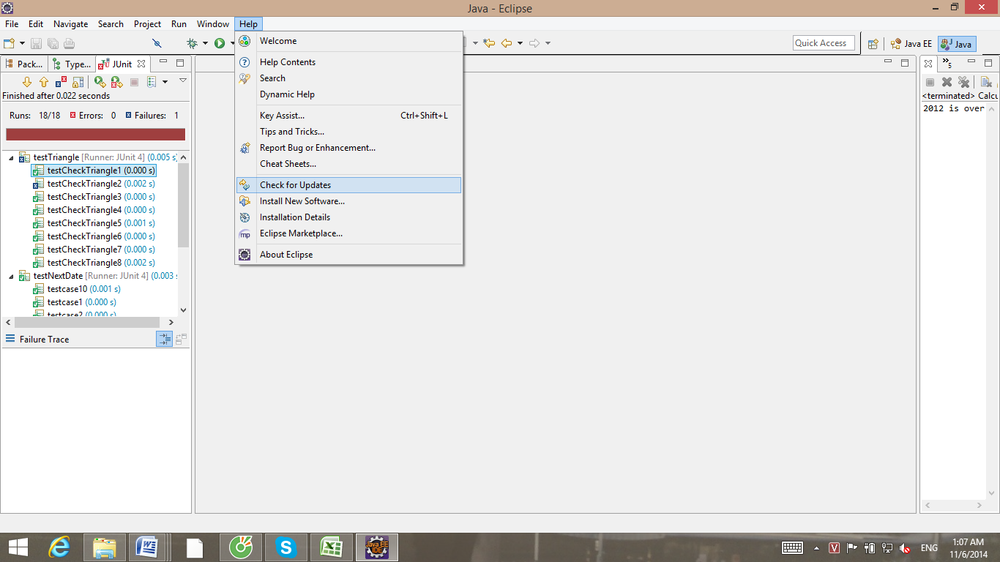 Java - Eclipse
File Edit Navigate Search Project Run Window Help
Quick Access
Java EE
Java
Welcome
Help Contents
Search
Dynamic Help
Key Assist... Ctrl+Shift+L
Tips and Tricks...
Report Bug or Enhancement...
Cheat Sheets...
Check for Updates
Install New Software...
Installation Details
Eclipse Marketplace...
About Eclipse
Pack... Type... JUnit
Finished after 0.022 seconds
Runs: 18/18 Errors: 0 Failures: 1
testTriangle [Runner: JUnit 4] (0.005 s)
testCheckTriangle1 (0.000 s)
testCheckTriangle2 (0.002 s)
testCheckTriangle3 (0.000 s)
testCheckTriangle4 (0.000 s)
testCheckTriangle5 (0.001 s)
testCheckTriangle6 (0.000 s)
testCheckTriangle7 (0.000 s)
testCheckTriangle8 (0.002 s)
testNextDate [Runner: JUnit 4] (0.003
testcase10 (0.001 s)
testcase1 (0.000 s)
testcase2 (0.000 s)
Failure Trace
5
<terminated> Calcu
2012 is over
ENG
1:07 AM
11/6/2014
Java EE
IDE